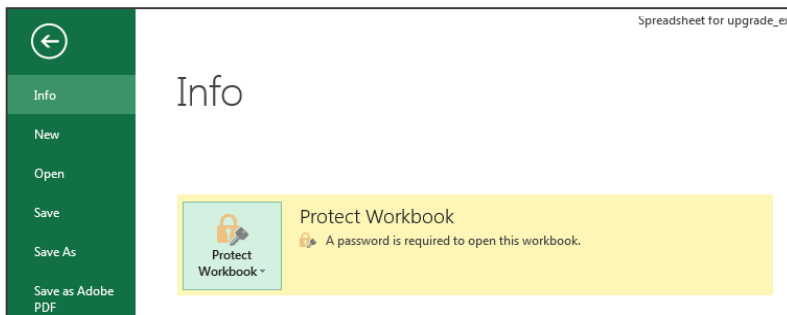 Spreadsheet for upgrade_ex
Info
Info
New
Open
Save
Save As
Save as Adobe
PDF
Protect
Workbook
Protect Workbook
A password is required to open this workbook.